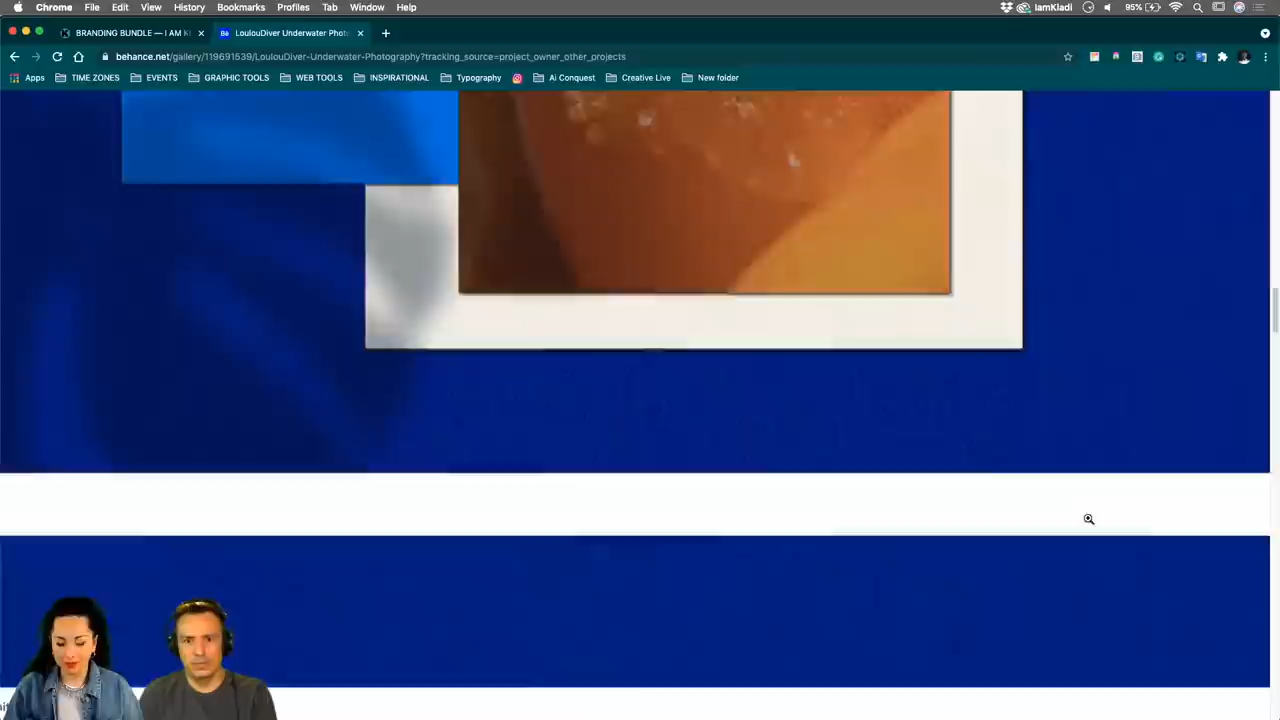 Chrome File Edit View History Bookmarks Profiles Tab Window Help IamKladi
BRANDING BUNDLE — I AM K LoulouDiver Underwater Phot
behance.net/gallery/119691539/LoulouDiver-Underwater-Photography?tracking_source=project_owner_other_projects
Apps TIME ZONES EVENTS GRAPHIC TOOLS WEB TOOLS INSPIRATIONAL Typography Ai Conquest Creative Live New folder
95%